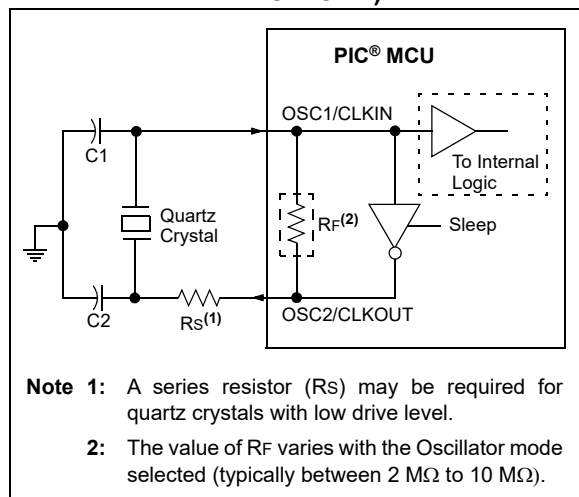 PIC® MCU
OSC1/CLKIN
C1
To Internal
Logic
Quartz
Crystal
RF(2)
Sleep
C2
RS(1)
OSC2/CLKOUT
Note 1: A series resistor (RS) may be required for
quartz crystals with low drive level.
2: The value of RF varies with the Oscillator mode
selected (typically between 2 MΩ to 10 MΩ).